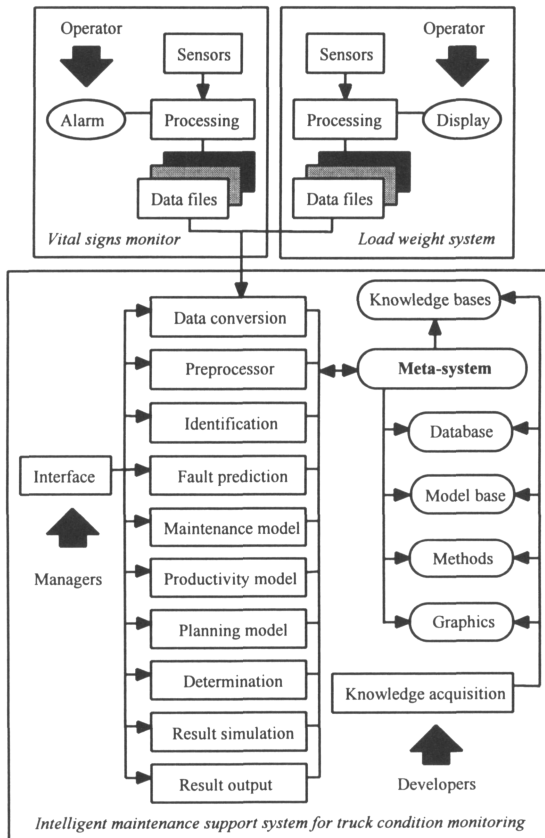 Operator
Sensors
Alarm
Processing
Data files
Vital signs monitor
Operator
Sensors
Processing
Display
Data files
Load weight system
Data conversion
Preprocessor
Identification
Fault prediction
Maintenance model
Productivity model
Planning model
Determination
Result simulation
Result output
Interface
Managers
Knowledge bases
Meta-system
Database
Model base
Methods
Graphics
Knowledge acquisition
Developers
Intelligent maintenance support system for truck condition monitoring